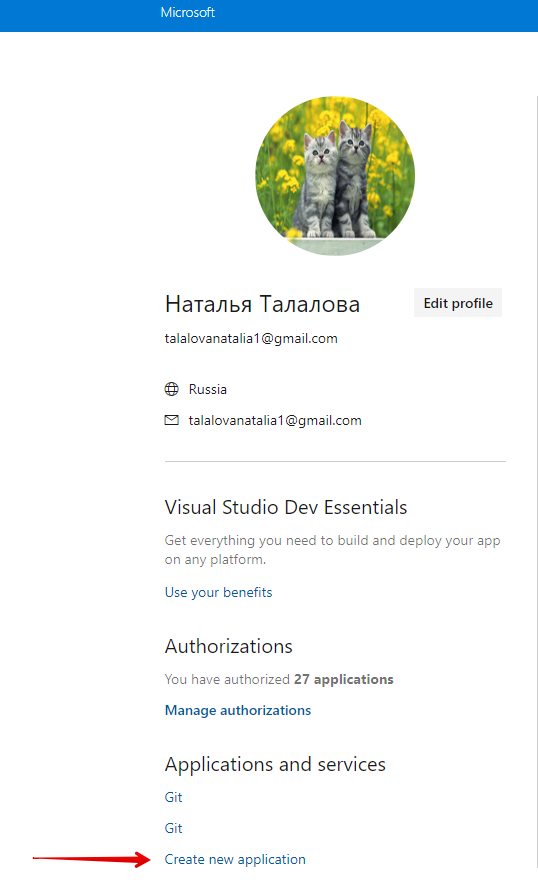 Microsoft
Наталья Талалова
Edit profile
talalovanatalia1@gmail.com
Russia
talalovanatalia1@gmail.com
Visual Studio Dev Essentials
Get everything you need to build and deploy your app
on any platform.
Use your benefits
Authorizations
You have authorized 27 applications
Manage authorizations
Applications and services
Git
Git
Create new application